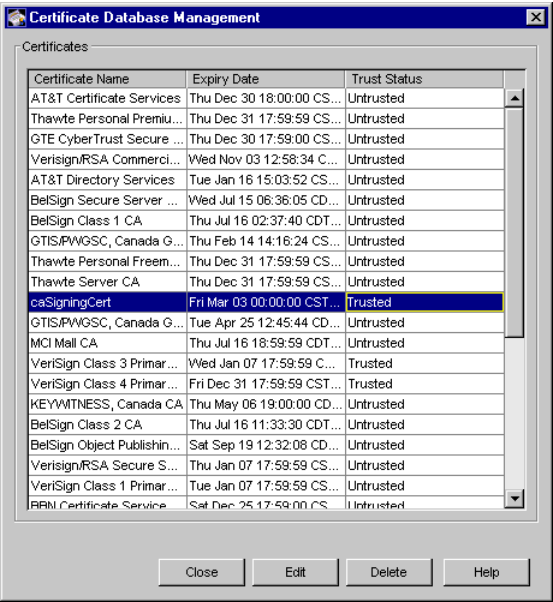 Certificate Database Management
Certificates
Certificate Name Expiry Date Trust Status
AT&T Certificate Services Thu Dec 30 18:00:00 CS... Untrusted
Thawte Personal Premiu... Thu Dec 31 17:59:59 CS... Untrusted
GTE CyberTrust Secure ... Thu Dec 30 17:59:00 CS... Untrusted
Verisign/RSA Commerci... Wed Nov 03 12:58:34 C... Untrusted
AT&T Directory Services Tue Jan 16 15:03:52 CS... Untrusted
BelSign Secure Server ... Wed Jul 15 06:36:05 CD... Untrusted
BelSign Class 1 CA Thu Jul 16 02:37:40 CDT... Untrusted
GTIS/PWGSC, Canada G... Thu Feb 14 14:16:24 CS... Untrusted
Thawte Personal Freem... Thu Dec 31 17:59:59 CS... Untrusted
Thawte Server CA Thu Dec 31 17:59:59 CS... Untrusted
caSigningCert Fri Mar 03 00:00:00 CST... Trusted
GTIS/PWGSC, Canada G... Tue Apr 25 12:45:44 CD... Untrusted
MCI Mall CA Thu Jul 16 18:59:59 CDT... Untrusted
VeriSign Class 3 Primar... Wed Jan 07 17:59:59 C... Trusted
VeriSign Class 4 Primar... Fri Dec 31 17:59:59 CST... Trusted
KEYWITNESS, Canada CA Thu May 06 19:00:00 CD... Untrusted
BelSign Class 2 CA Thu Jul 16 11:33:30 CDT... Untrusted
BelSign Object Publishin... Sat Sep 19 12:32:08 CD... Untrusted
Verisign/RSA Secure S... Thu Jan 07 17:59:59 CS... Untrusted
VeriSign Class 1 Primar... Thu Jan 07 17:59:59 CS... Untrusted
BBN Certificate Service Sat Dec 25 17:59:00 CS... Untrusted
Close Edit Delete Help